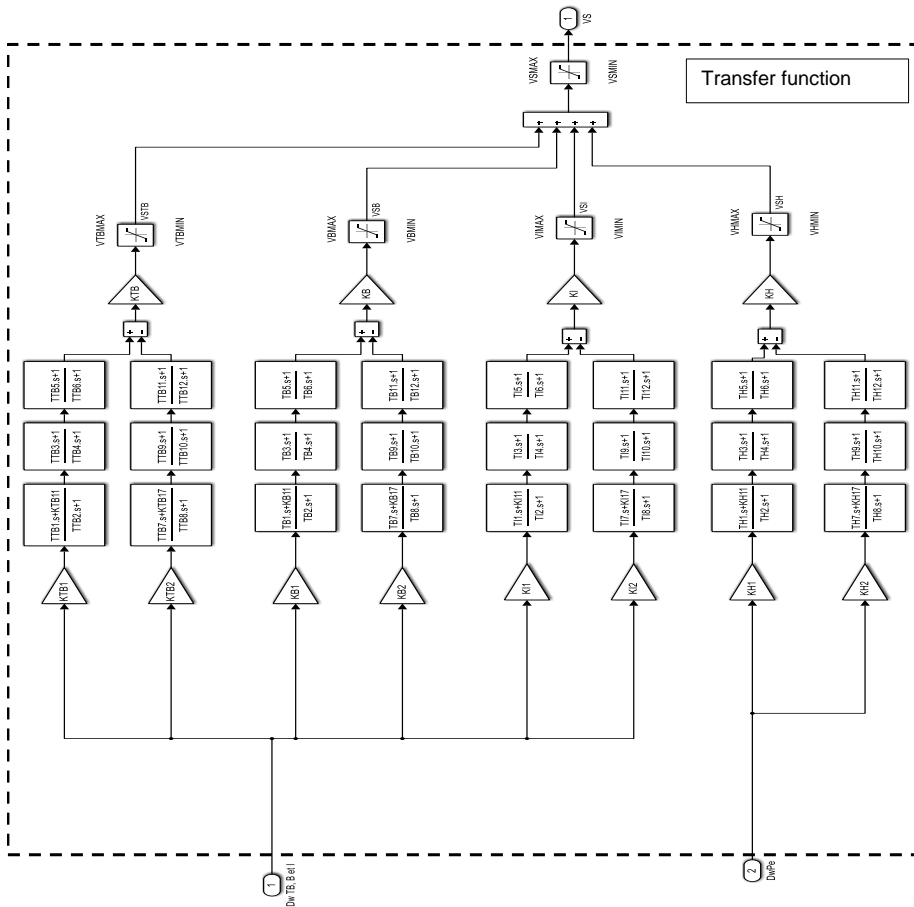 1
VS
VSMAX
VSMIN
Transfer function
+
+
+
+
VTBMAX
VSTB
VTBMIN
VBMAX
VSB
VBMIN
VIMAX
VSI
VIMIN
VHMAX
VSH
VHMIN
KTB
KB
KI
KH
+
-
+
-
+
-
+
-
TTB5.s+1
TTB6.s+1
TTB11.s+1
TTB12.s+1
TB5.s+1
TB6.s+1
TB11.s+1
TB12.s+1
TI5.s+1
TI6.s+1
TI11.s+1
TI12.s+1
TH5.s+1
TH6.s+1
TH11.s+1
TH12.s+1
TTB3.s+1
TTB4.s+1
TTB9.s+1
TTB10.s+1
TB3.s+1
TB4.s+1
TB9.s+1
TB10.s+1
TI3.s+1
TI4.s+1
TI9.s+1
TI10.s+1
TH3.s+1
TH4.s+1
TH9.s+1
TH10.s+1
TTB1.s+KTB11
TTB2.s+1
TTB7.s+KTB17
TTB8.s+1
TB1.s+KB11
TB2.s+1
TB7.s+KB17
TB8.s+1
TI1.s+KI11
TI2.s+1
TI7.s+KI17
TI8.s+1
TH1.s+KH11
TH2.s+1
TH7.s+KH17
TH8.s+1
KTB1
KTB2
KB1
KB2
KI1
KI2
KH1
KH2
1
Dw TB, B et I
2
DwPe